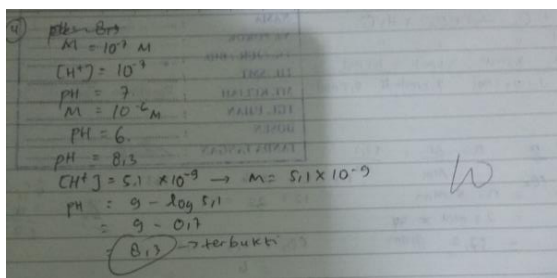 4
M = 10⁻⁷ M
[H⁺] = 10⁻⁷
pH = 7
M = 10⁻⁶ M
pH = 6.
pH = 8,3
[H⁺] = 5,1 × 10⁻⁹ → M = 5,1 × 10⁻⁹
pH = 9 - log 5,1
= 9 - 0,7
= 8,3 → terbukti